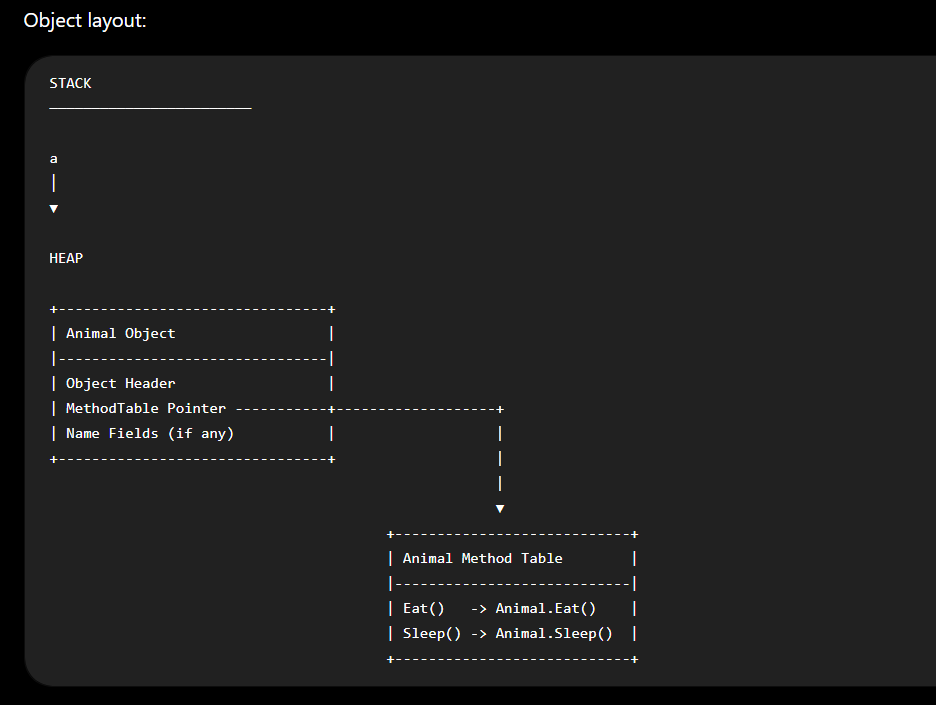 Object layout:
STACK
────────────────────────
a
│
▼
HEAP
+--------------------------------+
| Animal Object                  |
|--------------------------------|
| Object Header                  |
| MethodTable Pointer -----------+-------------------+
| Name Fields (if any)           |                   |
+--------------------------------+                   |
                                                     |
                                                     ▼
                                        +----------------------------+
                                        | Animal Method Table        |
                                        |----------------------------|
                                        | Eat()   -> Animal.Eat()    |
                                        | Sleep() -> Animal.Sleep()  |
                                        +----------------------------+